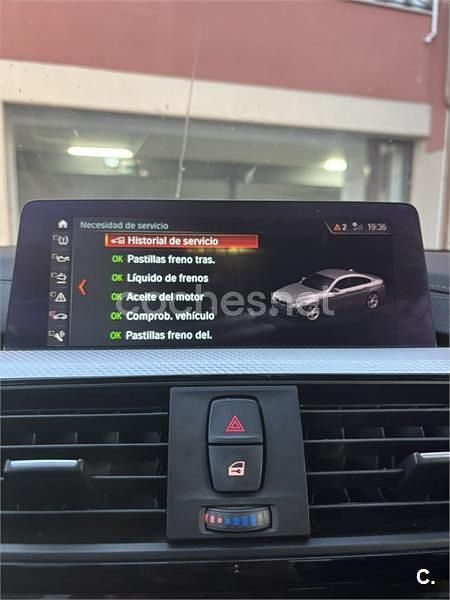 Necesidad de servicio
2
19:36
Historial de servicio
OK Pastillas freno tras.
OK Líquido de frenos
OK Aceite del motor
OK Comprob. vehículo
OK Pastillas freno del.
coches.net
C.